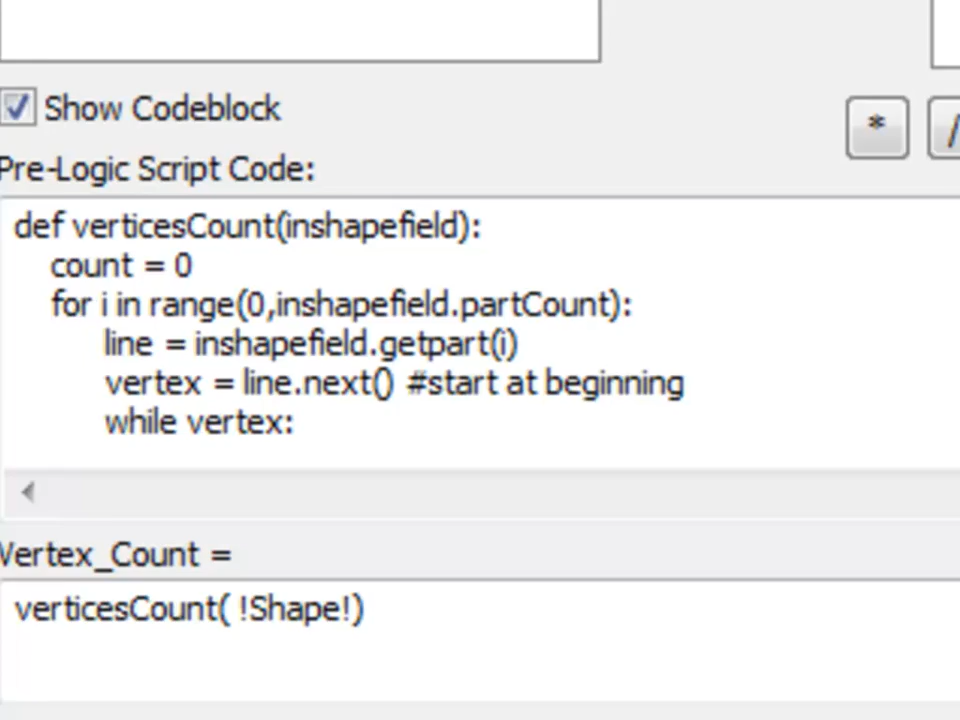 Show Codeblock
*
/
Pre-Logic Script Code:
def verticesCount(inshapefield):
count = 0
for i in range(0,inshapefield.partCount):
line = inshapefield.getpart(i)
vertex = line.next() #start at beginning
while vertex:
Vertex_Count =
verticesCount( !Shape!)